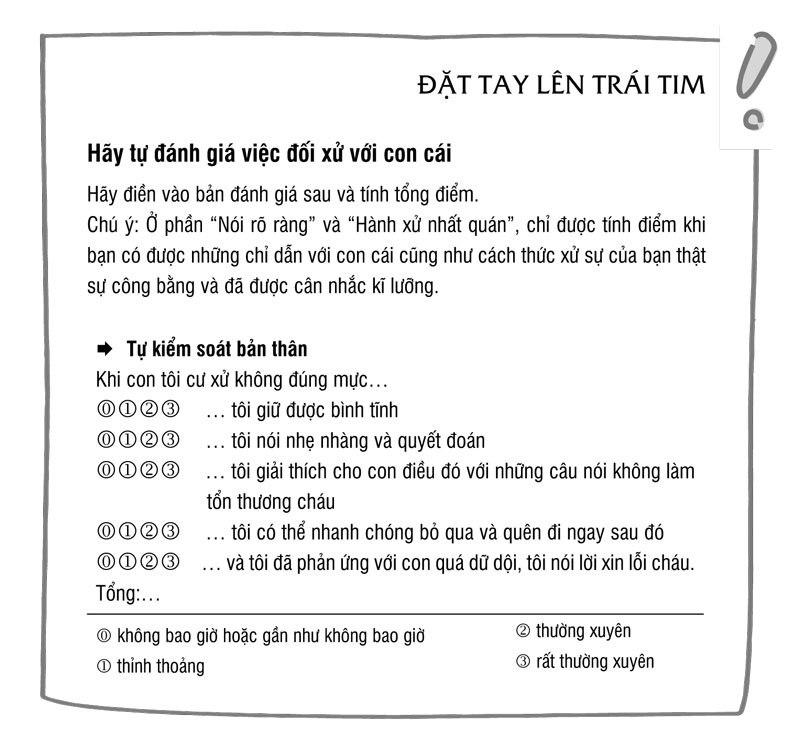 ĐẶT TAY LÊN TRÁI TIM
Hãy tự đánh giá việc đối xử với con cái
Hãy điền vào bản đánh giá sau và tính tổng điểm.
Chú ý: Ở phần “Nói rõ ràng” và “Hành xử nhất quán”, chỉ được tính điểm khi
bạn có được những chỉ dẫn với con cái cũng như cách thức xử sự của bạn thật
sự công bằng và đã được cân nhắc kĩ lưỡng.
➡ Tự kiểm soát bản thân
Khi con tôi cư xử không đúng mực…
⓪①②③ … tôi giữ được bình tĩnh
⓪①②③ … tôi nói nhẹ nhàng và quyết đoán
⓪①②③ … tôi giải thích cho con điều đó với những câu nói không làm
tổn thương cháu
⓪①②③ … tôi có thể nhanh chóng bỏ qua và quên đi ngay sau đó
⓪①②③ … và tôi đã phản ứng với con quá dữ dội, tôi nói lời xin lỗi cháu.
Tổng:…
⓪ không bao giờ hoặc gần như không bao giờ
① thỉnh thoảng
② thường xuyên
③ rất thường xuyên